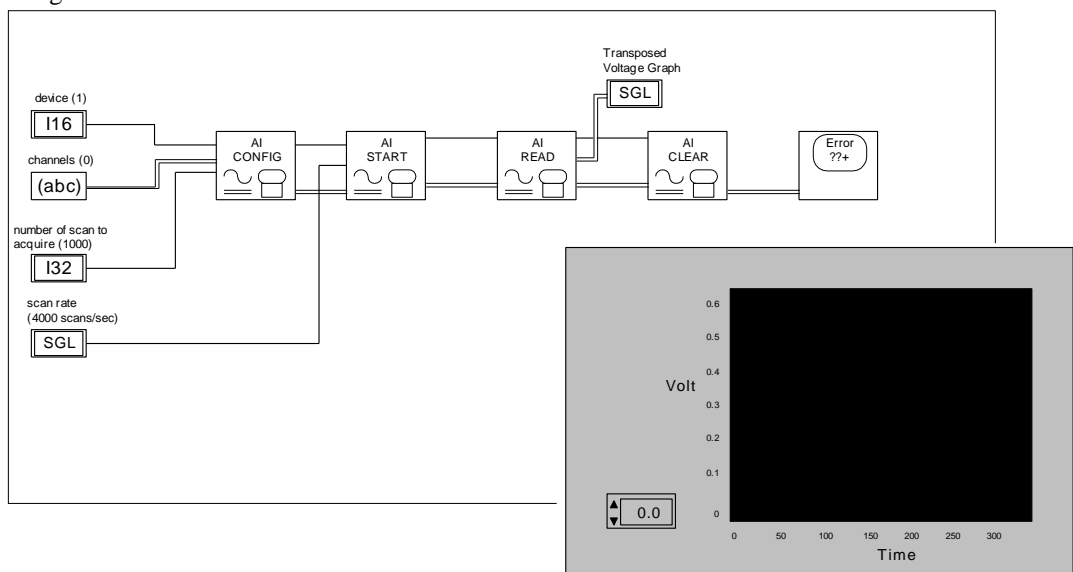 Transposed
Voltage Graph
SGL
device (1)
I16
channels (0)
(abc)
number of scan to
acquire (1000)
I32
scan rate
(4000 scans/sec)
SGL
AI
CONFIG
AI
START
AI
READ
AI
CLEAR
Error
??+
0.6
0.5
0.4
Volt
0.3
0.2
0.1
0
0.0
0 50 100 150 200 250 300
Time